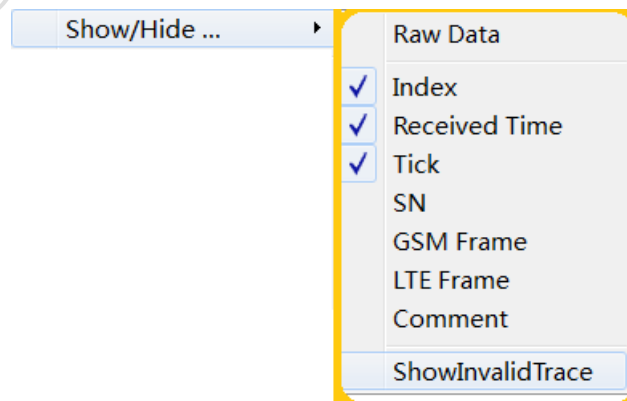 Show/Hide ...
Raw Data
Index
Received Time
Tick
SN
GSM Frame
LTE Frame
Comment
ShowInvalidTrace